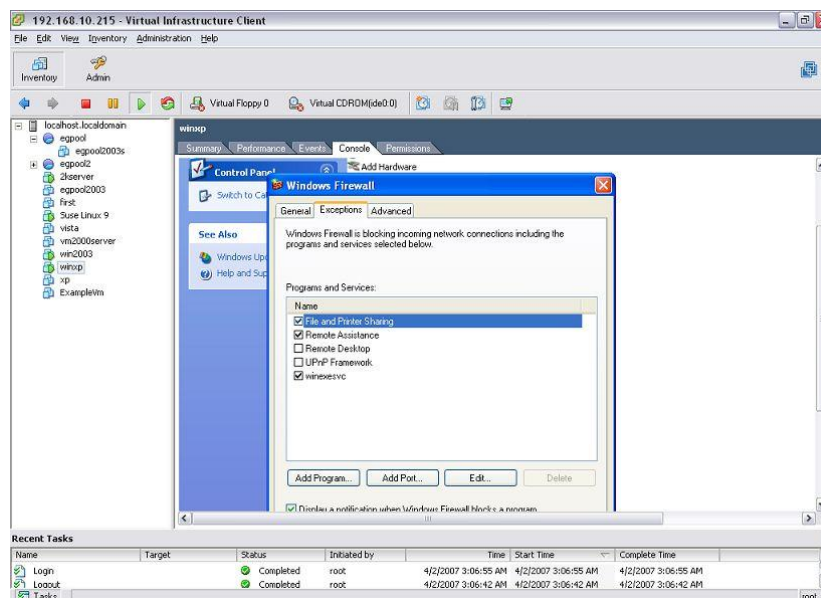 192.168.10.215 - Virtual Infrastructure Client
File Edit View Inventory Administration Help
Inventory Admin
Virtual Floppy 0 Virtual CDROM(ide0:0)
localhost.localdomain
egpool
egpool2003s
egpool2
2kserver
egpool2003
first
Suse Linux 9
vista
vm2000server
win2003
winxp
xp
ExampleVm
winxp
Summary Performance Events Console Permissions
Control Panel
Switch to Cat
See Also
Windows Upd
Help and Sup
Add Hardware
Windows Firewall
General Exceptions Advanced
Windows Firewall is blocking incoming network connections including the
programs and services selected below.
Programs and Services:
Name
File and Printer Sharing
Remote Assistance
Remote Desktop
UPnP Framework
winexesvc
Add Program... Add Port... Edit... Delete
Display a notification when Windows Firewall blocks a program
Recent Tasks
Name Target Status Initiated by Time Start Time Complete Time
Login Completed root 4/2/2007 3:06:55 AM 4/2/2007 3:06:55 AM 4/2/2007 3:06:55 AM
Logout Completed root 4/2/2007 3:06:42 AM 4/2/2007 3:06:42 AM 4/2/2007 3:06:42 AM
Tasks root